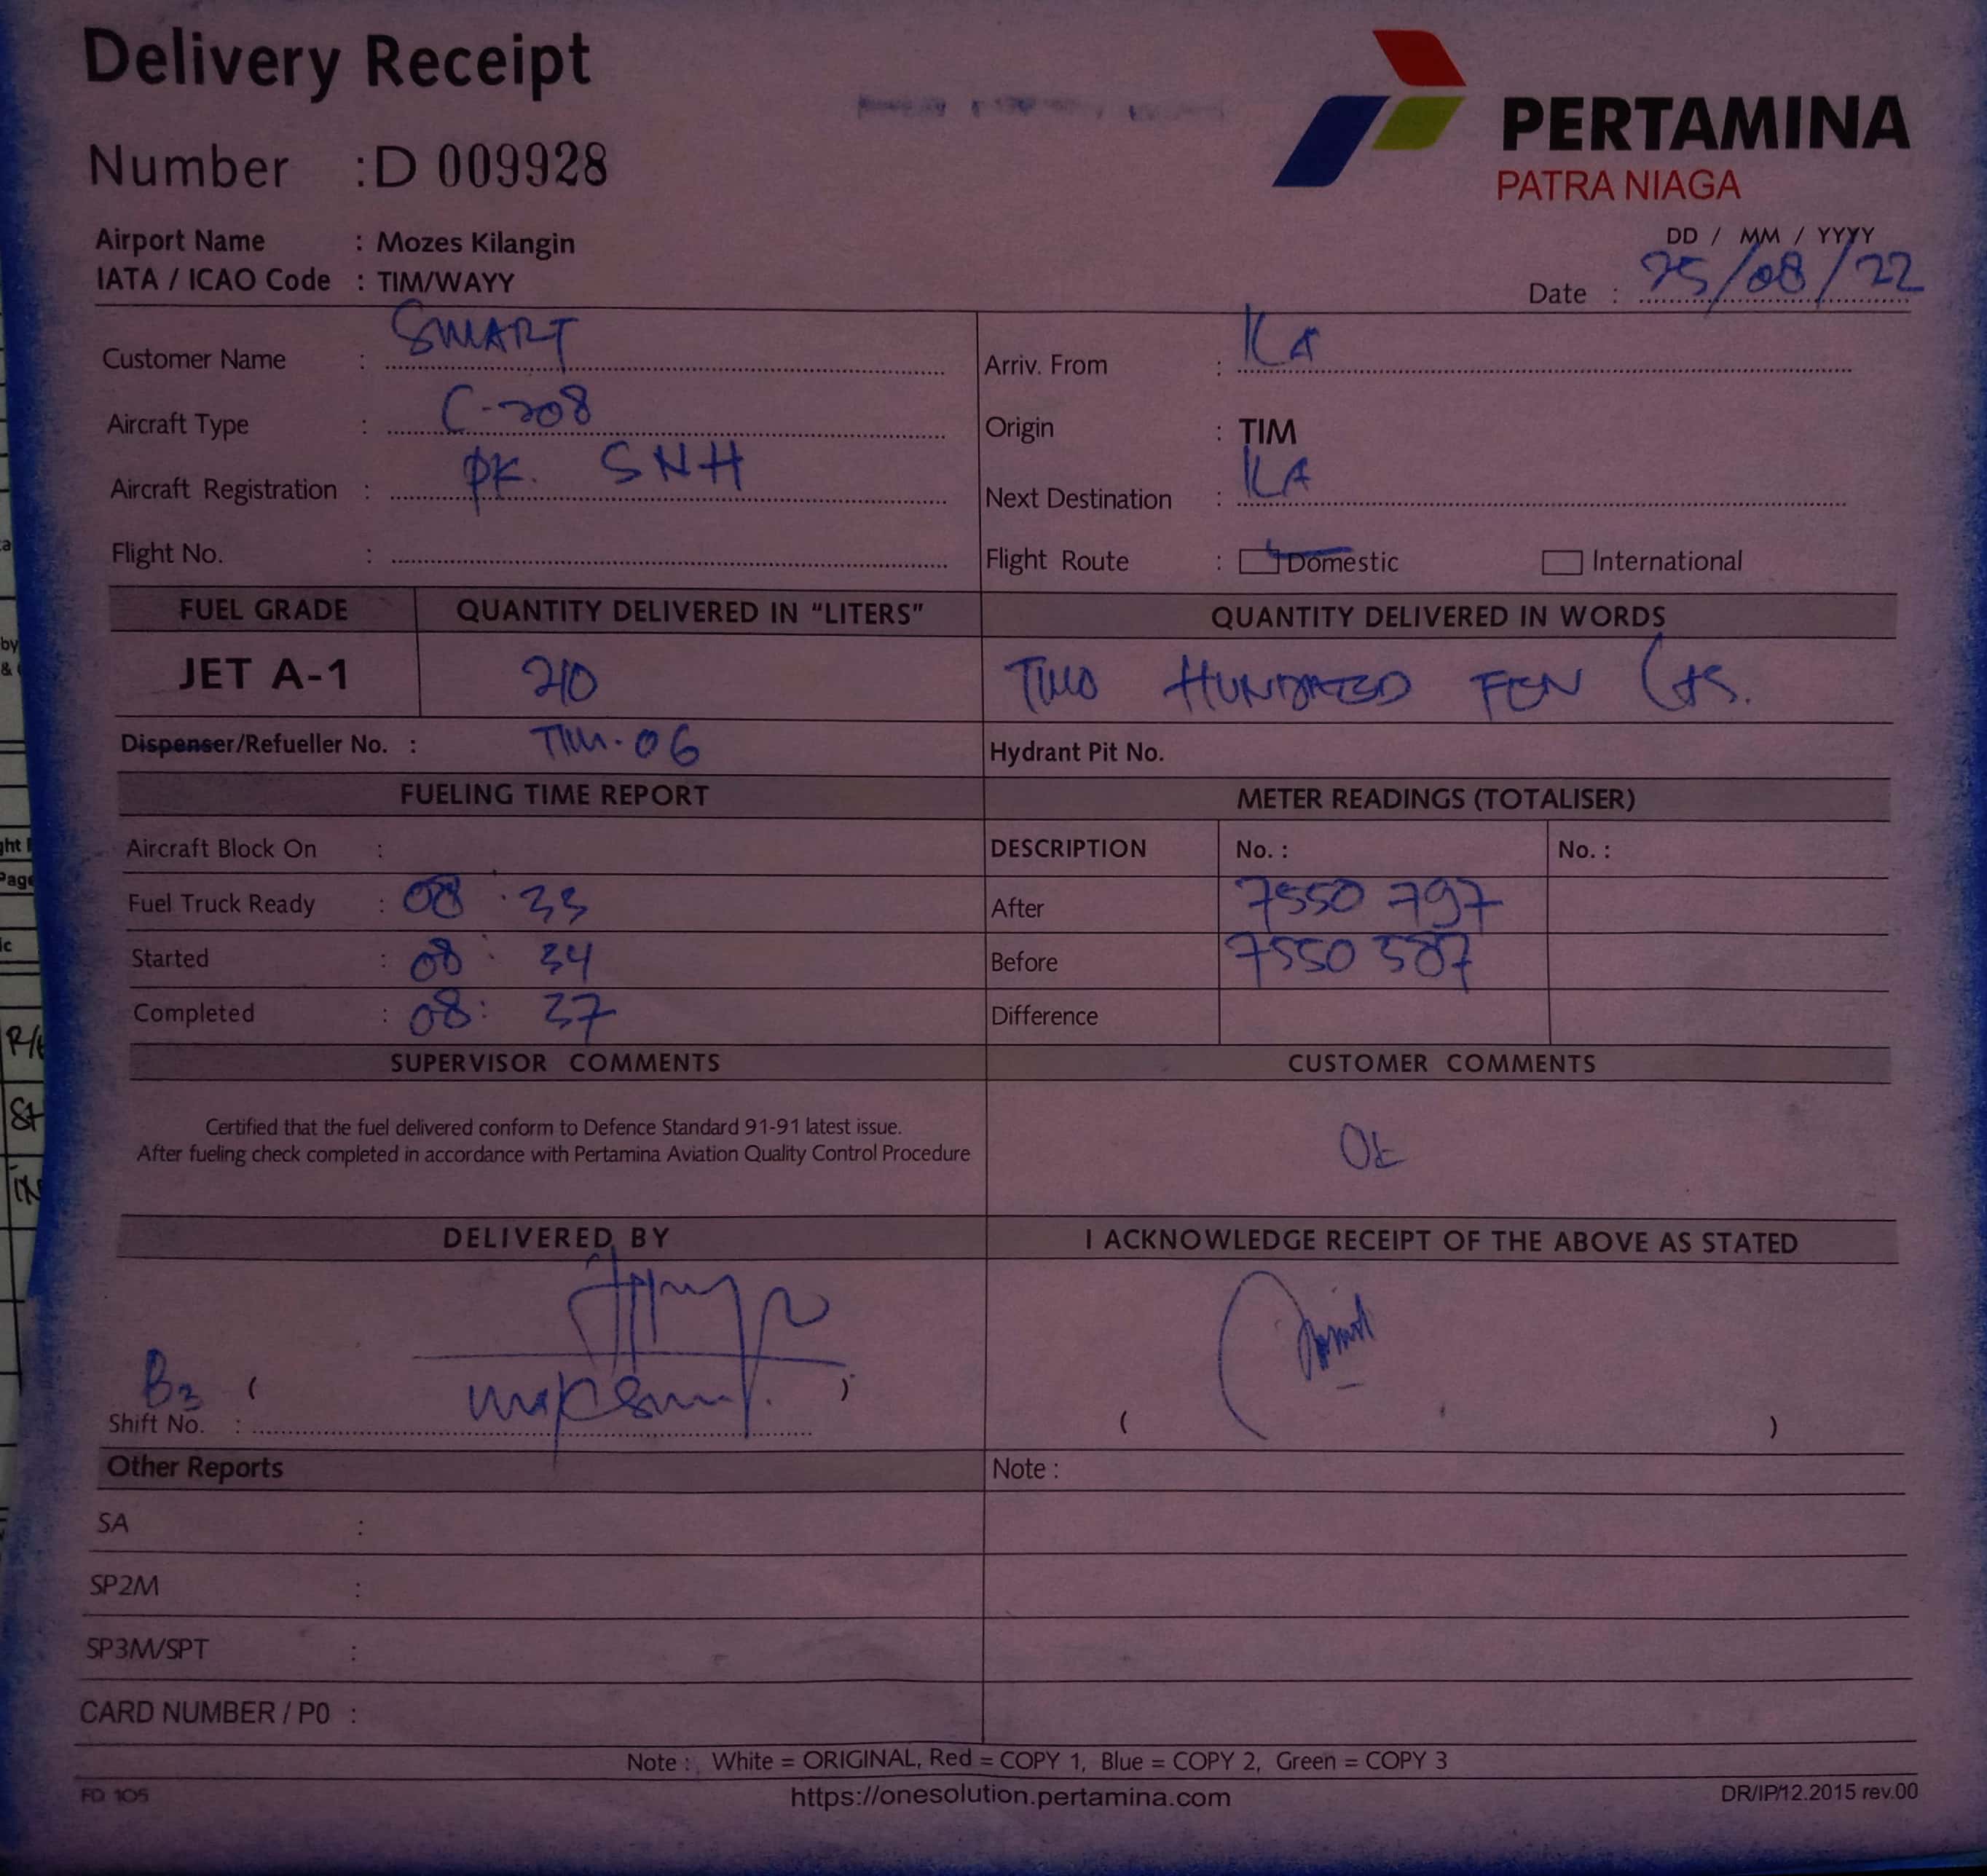 Delivery Receipt
PERTAMINA
PATRA NIAGA
Number : D 009928
Airport Name : Mozes Kilangin
IATA / ICAO Code : TIM/WAYY
DD / MM / YYYY
Date : 25/08/22
Customer Name : SMART
Arriv. From : ILA
Aircraft Type : C-208
Origin : TIM
Aircraft Registration : PK. SNH
Next Destination : ILA
Flight No. :
Flight Route : Domestic International
FUEL GRADE QUANTITY DELIVERED IN "LITERS" QUANTITY DELIVERED IN WORDS
JET A-1 210 TWO HUNDRED TEN LTS.
Dispenser/Refueller No. : TIM-06 Hydrant Pit No.
FUELING TIME REPORT METER READINGS (TOTALISER)
Aircraft Block On : DESCRIPTION No. : No. :
Fuel Truck Ready : 08 : 33 After 7550 797
Started : 08 : 34 Before 7550 587
Completed : 08 : 37 Difference
SUPERVISOR COMMENTS CUSTOMER COMMENTS
Certified that the fuel delivered conform to Defence Standard 91-91 latest issue.
After fueling check completed in accordance with Pertamina Aviation Quality Control Procedure
OK
DELIVERED BY I ACKNOWLEDGE RECEIPT OF THE ABOVE AS STATED
B3 ( )
Shift No. : ( )
Other Reports Note :
SA :
SP2M :
SP3M/SPT :
CARD NUMBER / P0 :
Note : White = ORIGINAL, Red = COPY 1, Blue = COPY 2, Green = COPY 3
FD 105 https://onesolution.pertamina.com DR/IP/12.2015 rev.00